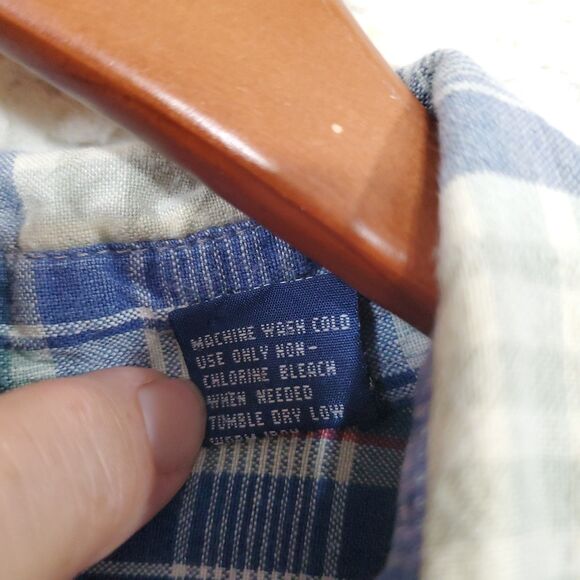 MACHINE WASH COLD
USE ONLY NON-
CHLORINE BLEACH
WHEN NEEDED
TUMBLE DRY LOW